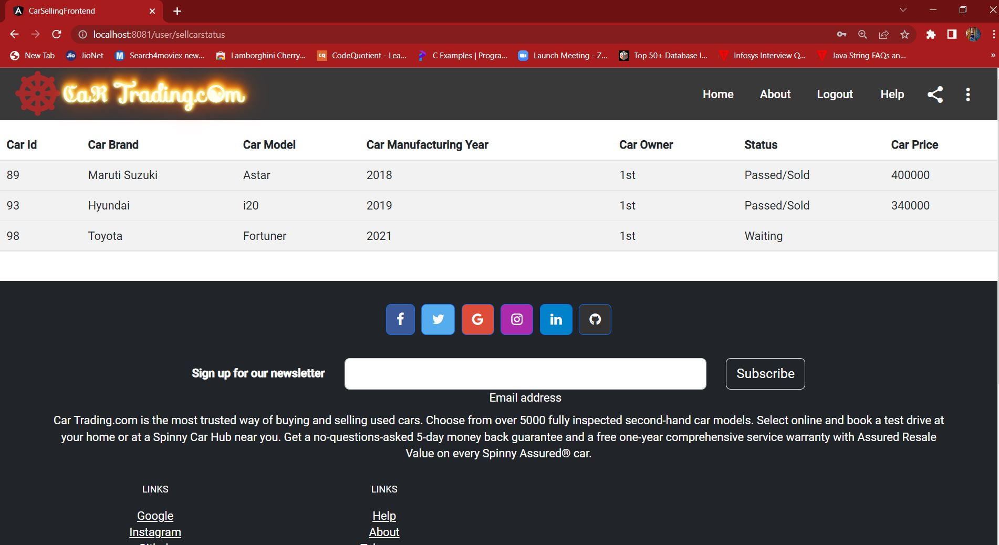 CarSellingFrontend
localhost:8081/user/sellcarstatus
New Tab JioNet Search4moviex new... Lamborghini Cherry... CodeQuotient - Lea... C Examples | Progra... Launch Meeting - Z... Top 50+ Database I... Infosys Interview Q... Java String FAQs an... »
CaR Trading.com Home About Logout Help
Car Id Car Brand Car Model Car Manufacturing Year Car Owner Status Car Price
89 Maruti Suzuki Astar 2018 1st Passed/Sold 400000
93 Hyundai i20 2019 1st Passed/Sold 340000
98 Toyota Fortuner 2021 1st Waiting
Sign up for our newsletter Subscribe
Email address
Car Trading.com is the most trusted way of buying and selling used cars. Choose from over 5000 fully inspected second-hand car models. Select online and book a test drive at
your home or at a Spinny Car Hub near you. Get a no-questions-asked 5-day money back guarantee and a free one-year comprehensive service warranty with Assured Resale
Value on every Spinny Assured® car.
LINKS LINKS
Google Help
Instagram About